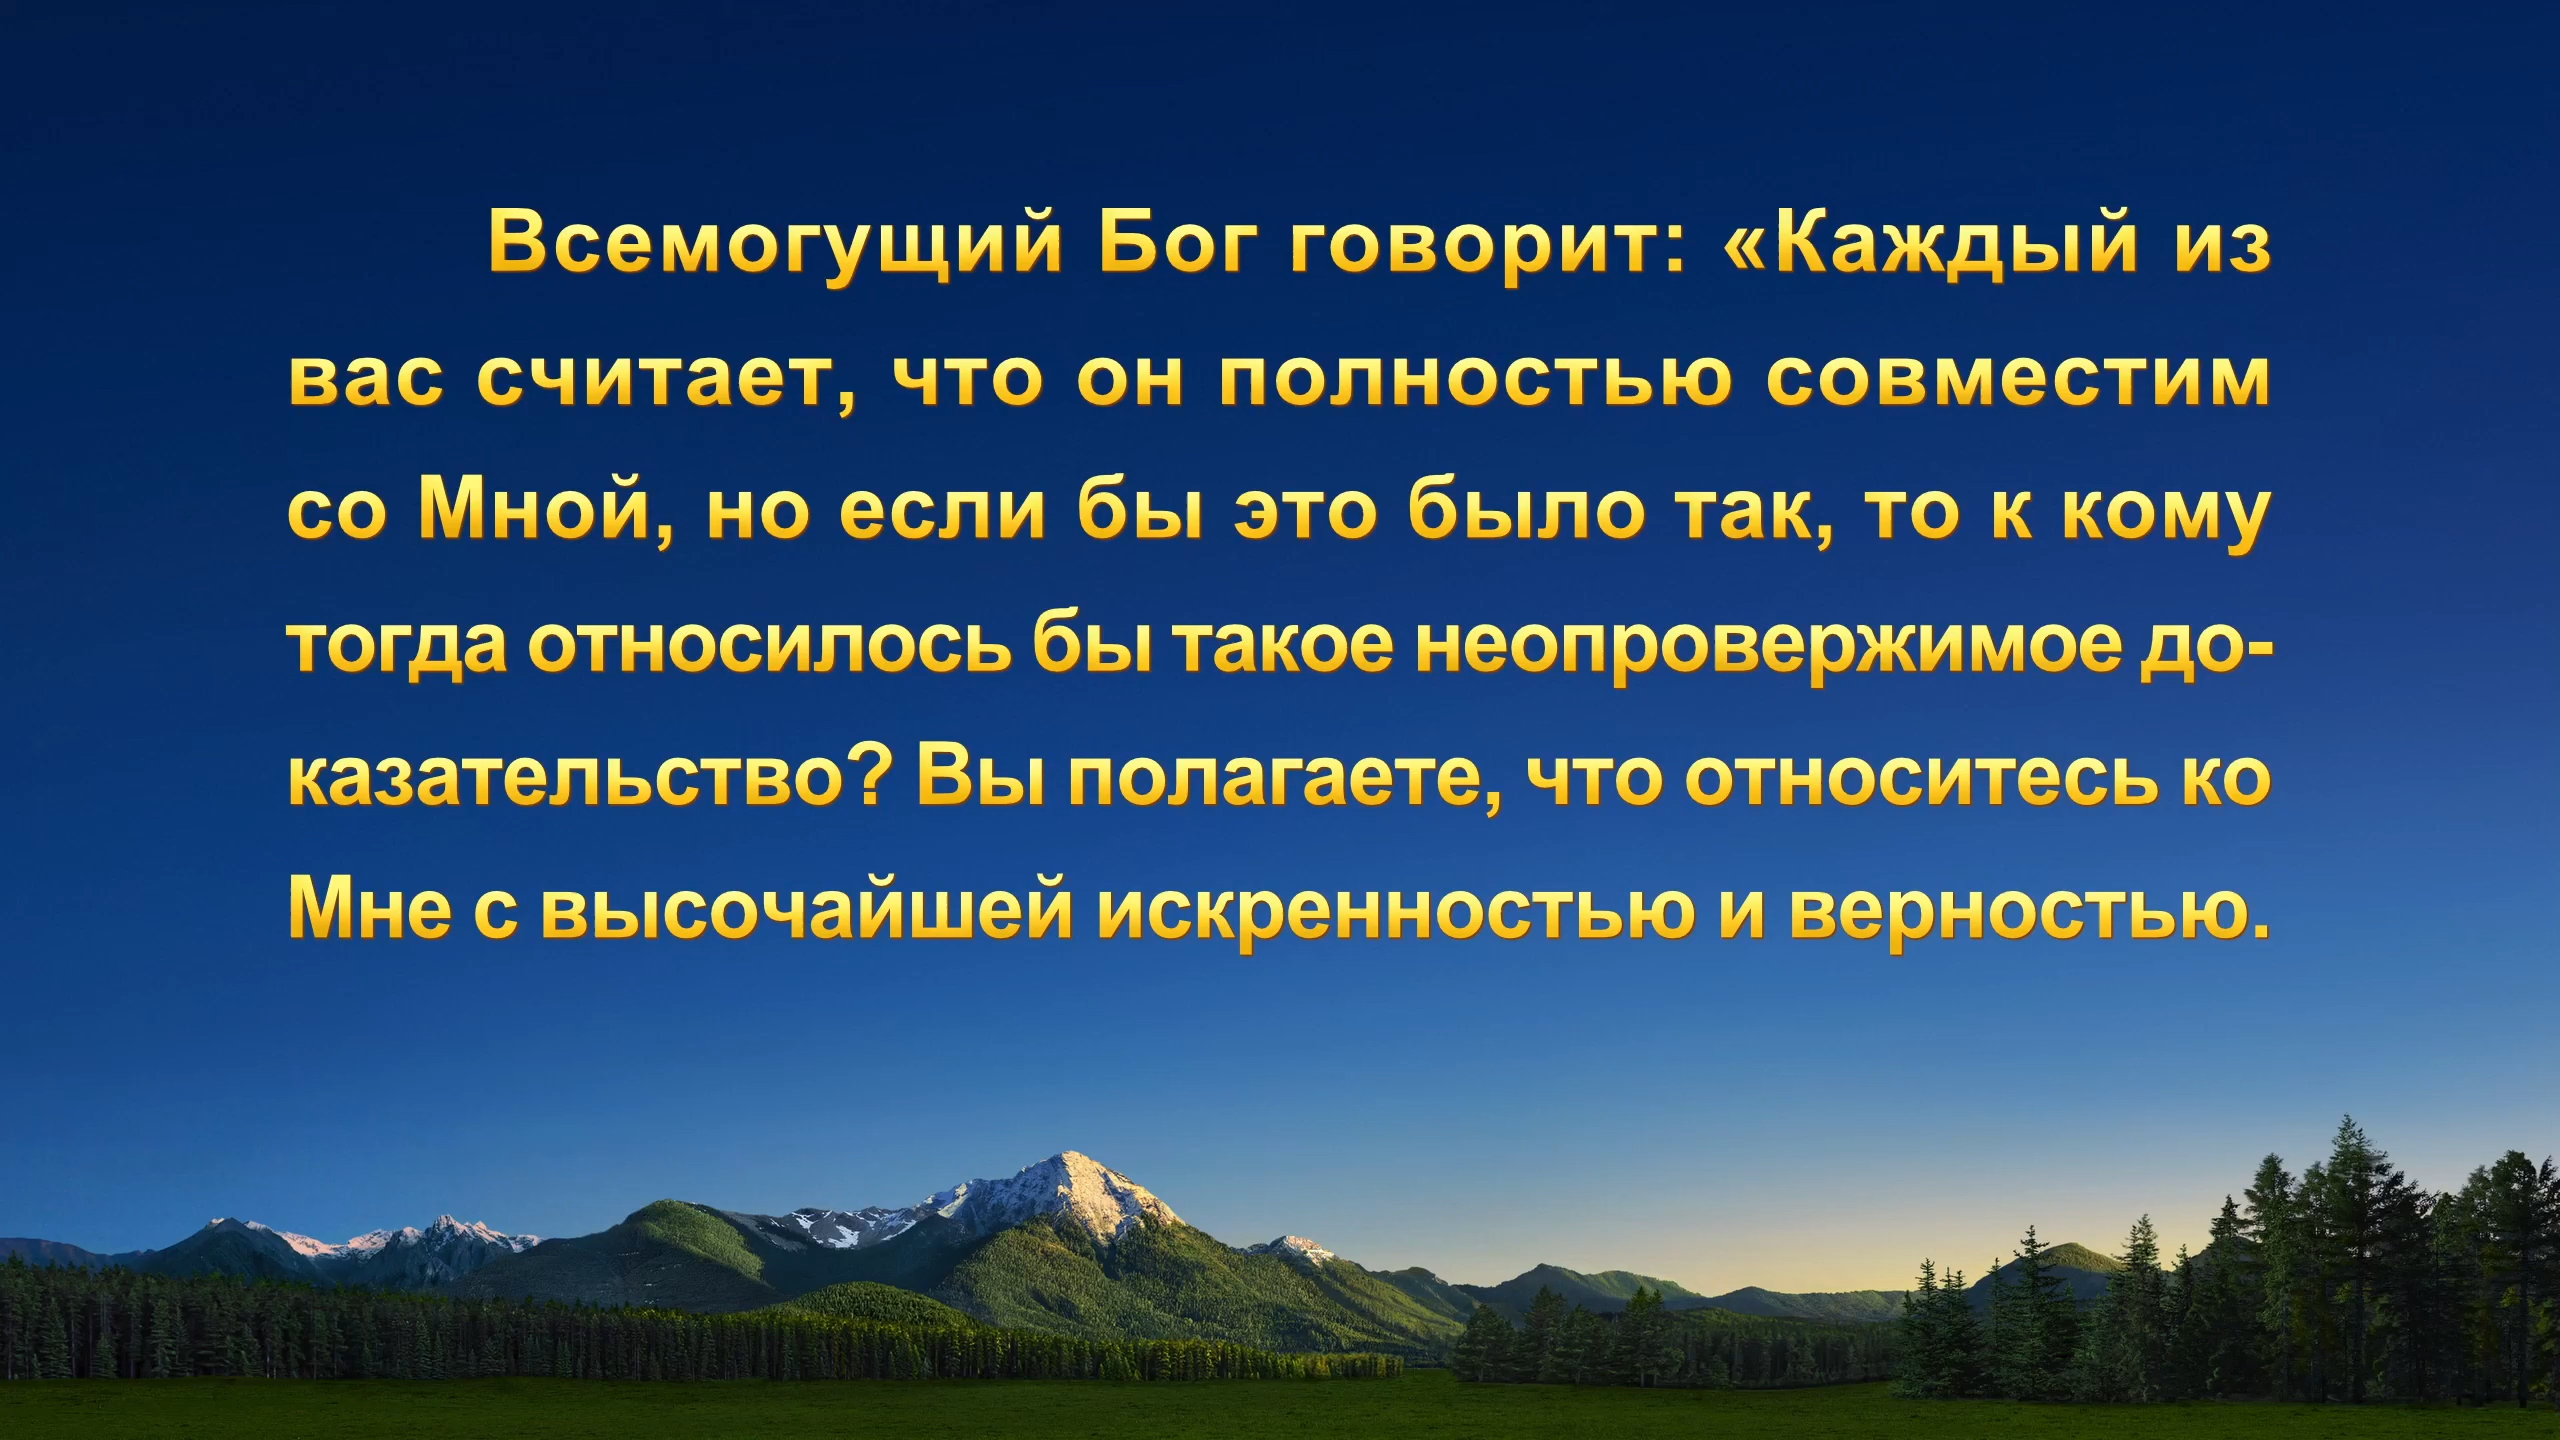 Всемогущий Бог говорит: «Каждый из
вас считает, что он полностью совместим
со Мной, но если бы это было так, то к кому
тогда относилось бы такое неопровержимое до-
казательство? Вы полагаете, что относитесь ко
Мне с высочайшей искренностью и верностью.